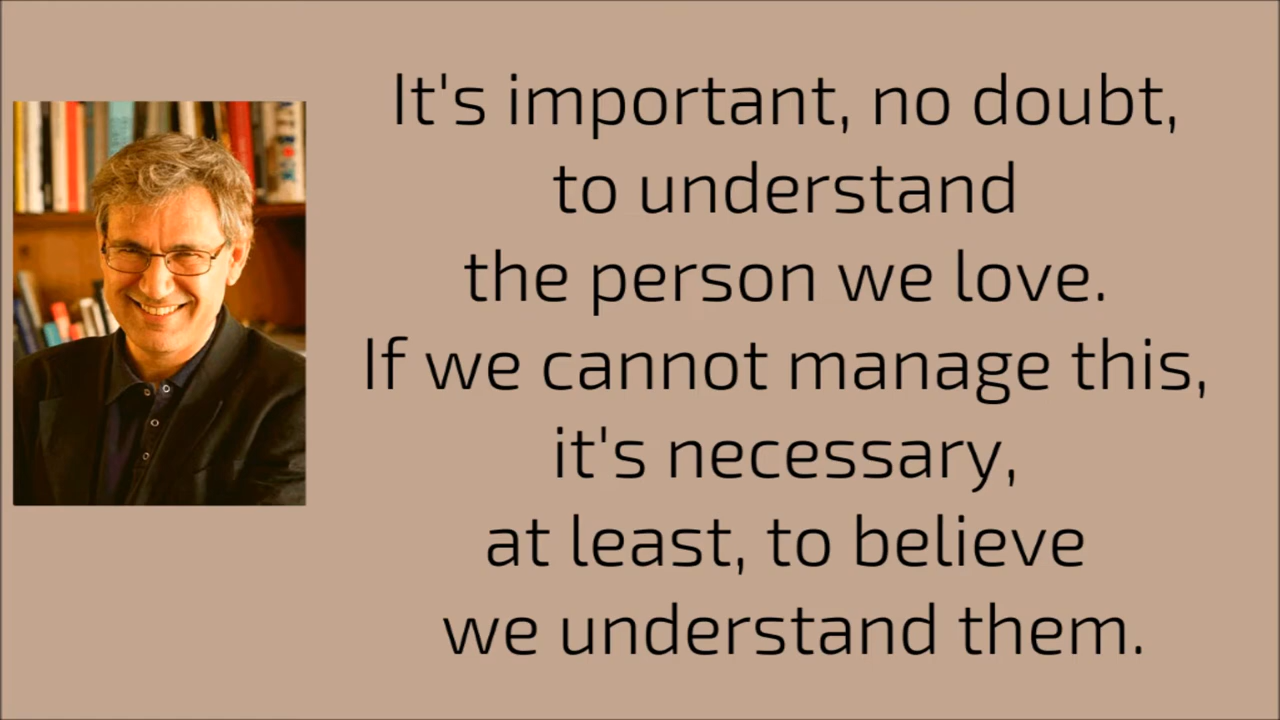 It's important, no doubt,
to understand
the person we love.
If we cannot manage this,
it's necessary,
at least, to believe
we understand them.